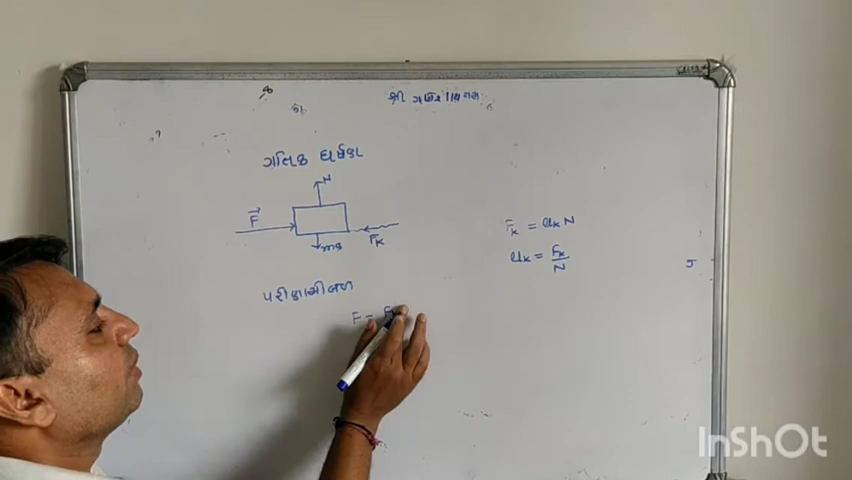 શ્રી ગણેશાય નમઃ
ગતિક ઘર્ષણ
N
F
Fk
mg
Fk = μk N
μk = Fk / N
પરીણામીબળ
F =
InShOt